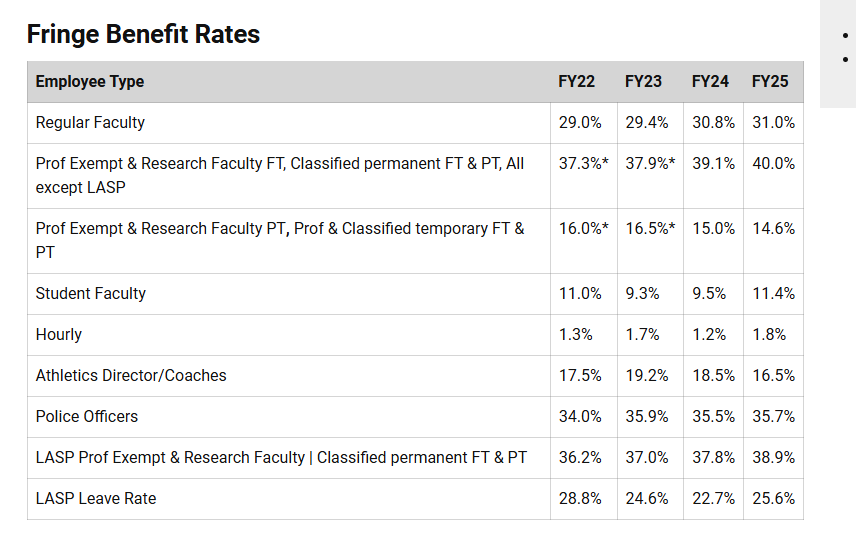 Fringe Benefit Rates
Employee Type FY22 FY23 FY24 FY25
Regular Faculty 29.0% 29.4% 30.8% 31.0%
Prof Exempt & Research Faculty FT, Classified permanent FT & PT, All 37.3%* 37.9%* 39.1% 40.0%
except LASP
Prof Exempt & Research Faculty PT, Prof & Classified temporary FT & 16.0%* 16.5%* 15.0% 14.6%
PT
Student Faculty 11.0% 9.3% 9.5% 11.4%
Hourly 1.3% 1.7% 1.2% 1.8%
Athletics Director/Coaches 17.5% 19.2% 18.5% 16.5%
Police Officers 34.0% 35.9% 35.5% 35.7%
LASP Prof Exempt & Research Faculty | Classified permanent FT & PT 36.2% 37.0% 37.8% 38.9%
LASP Leave Rate 28.8% 24.6% 22.7% 25.6%